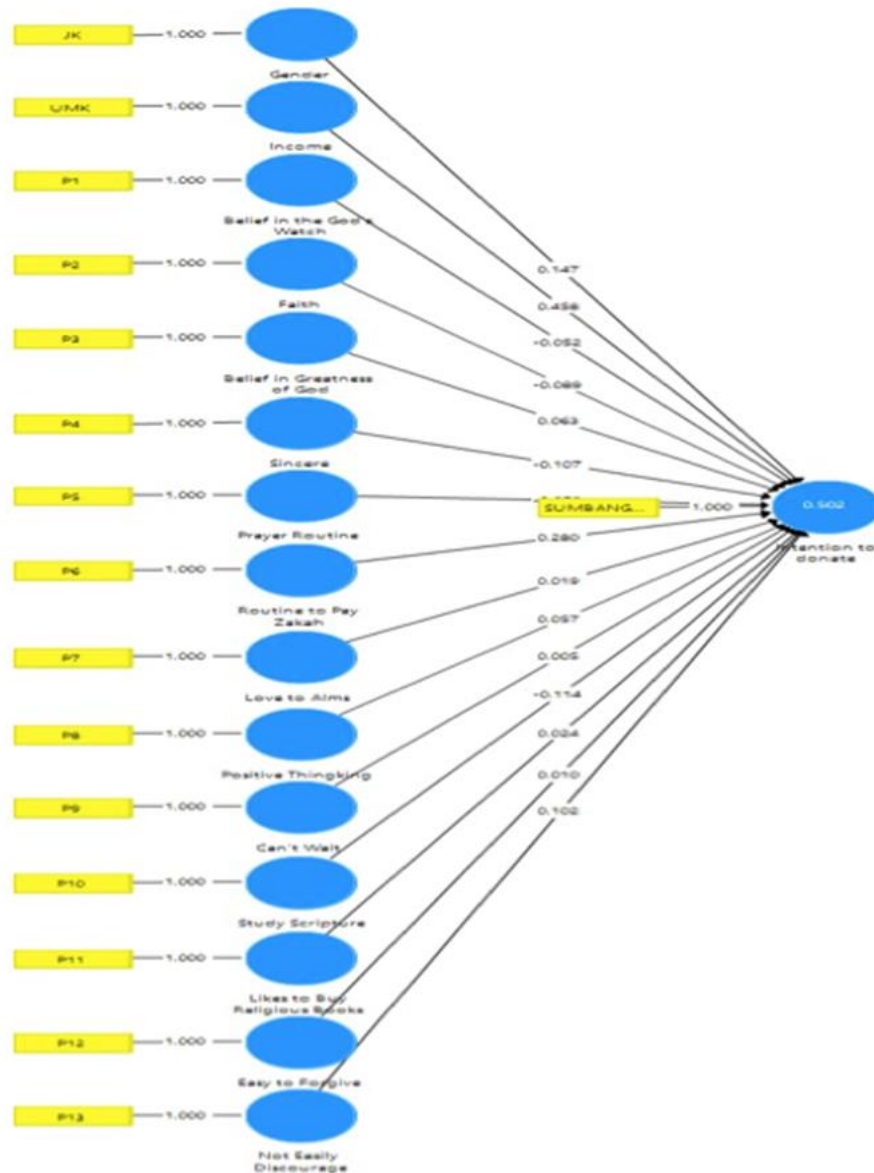 JK 1.000
Gender
UMK 1.000
Income
P1 1.000
Belief in the God's
Watch
P2 1.000
Faith
P3 1.000
Belief in Greatness
of God
P4 1.000
Sincere
P5 1.000
Prayer Routine
P6 1.000
Routine to Pay
Zakah
P7 1.000
Love to Alms
P8 1.000
Positive Thingking
P9 1.000
Can't Wait
P10 1.000
Study Scripture
P11 1.000
Likes to Buy
Religious Books
P12 1.000
Easy to Forgive
P13 1.000
Not Easily
Discourage
0.147
0.458
-0.052
-0.089
0.063
-0.107
SUMBANG... 1.000
0.280
0.019
0.057
0.005
-0.114
0.024
0.010
0.102
0.502
Intention to
donate